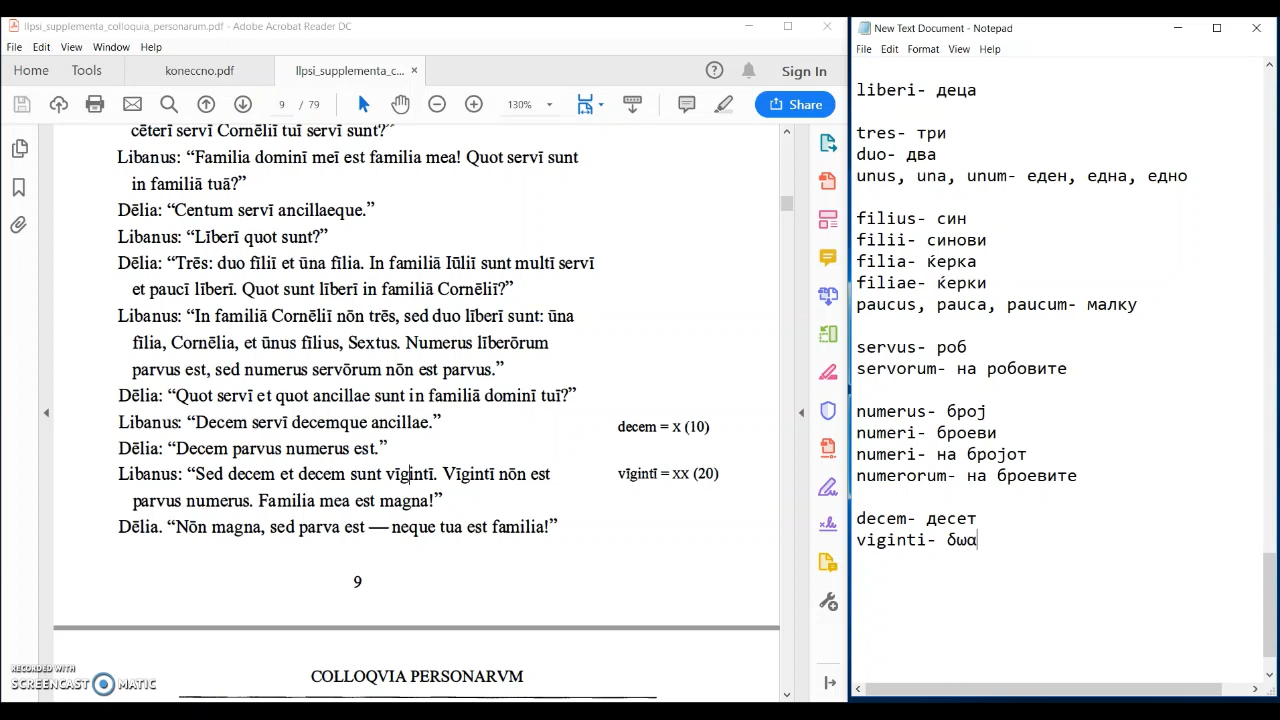 llpsi_supplementa_colloquia_personarum.pdf - Adobe Acrobat Reader DC
File Edit View Window Help
Home Tools koneccno.pdf llpsi_supplementa_c... × Sign In
9 / 79 130% Share
cēterī servī Cornēliī tuī servī sunt?”
Libanus: “Familia dominī meī est familia mea! Quot servī sunt
in familiā tuā?”
Dēlia: “Centum servī ancillaeque.”
Libanus: “Līberī quot sunt?”
Dēlia: “Trēs: duo fīliī et ūna fīlia. In familiā Iūliī sunt multī servī
et paucī līberī. Quot sunt līberī in familiā Cornēliī?”
Libanus: “In familiā Cornēliī nōn trēs, sed duo līberī sunt: ūna
fīlia, Cornēlia, et ūnus fīlius, Sextus. Numerus līberōrum
parvus est, sed numerus servōrum nōn est parvus.”
Dēlia: “Quot servī et quot ancillae sunt in familiā dominī tuī?”
Libanus: “Decem servī decemque ancillae.”
decem = X (10)
Dēlia: “Decem parvus numerus est.”
Libanus: “Sed decem et decem sunt vīgintī. Vīgintī nōn est
vīgintī = XX (20)
parvus numerus. Familia mea est magna!”
Dēlia. “Nōn magna, sed parva est — neque tua est familia!”
9
COLLOQVIA PERSONARVM
RECORDED WITH
SCREENCAST MATIC
New Text Document - Notepad
File Edit Format View Help
liberi- деца
tres- три
duo- два
unus, una, unum- еден, една, едно
filius- син
filii- синови
filia- ќерка
filiae- ќерки
paucus, pauca, paucum- малку
servus- роб
servorum- на робовите
numerus- број
numeri- броеви
numeri- на бројот
numerorum- на броевите
decem- десет
viginti- δωα